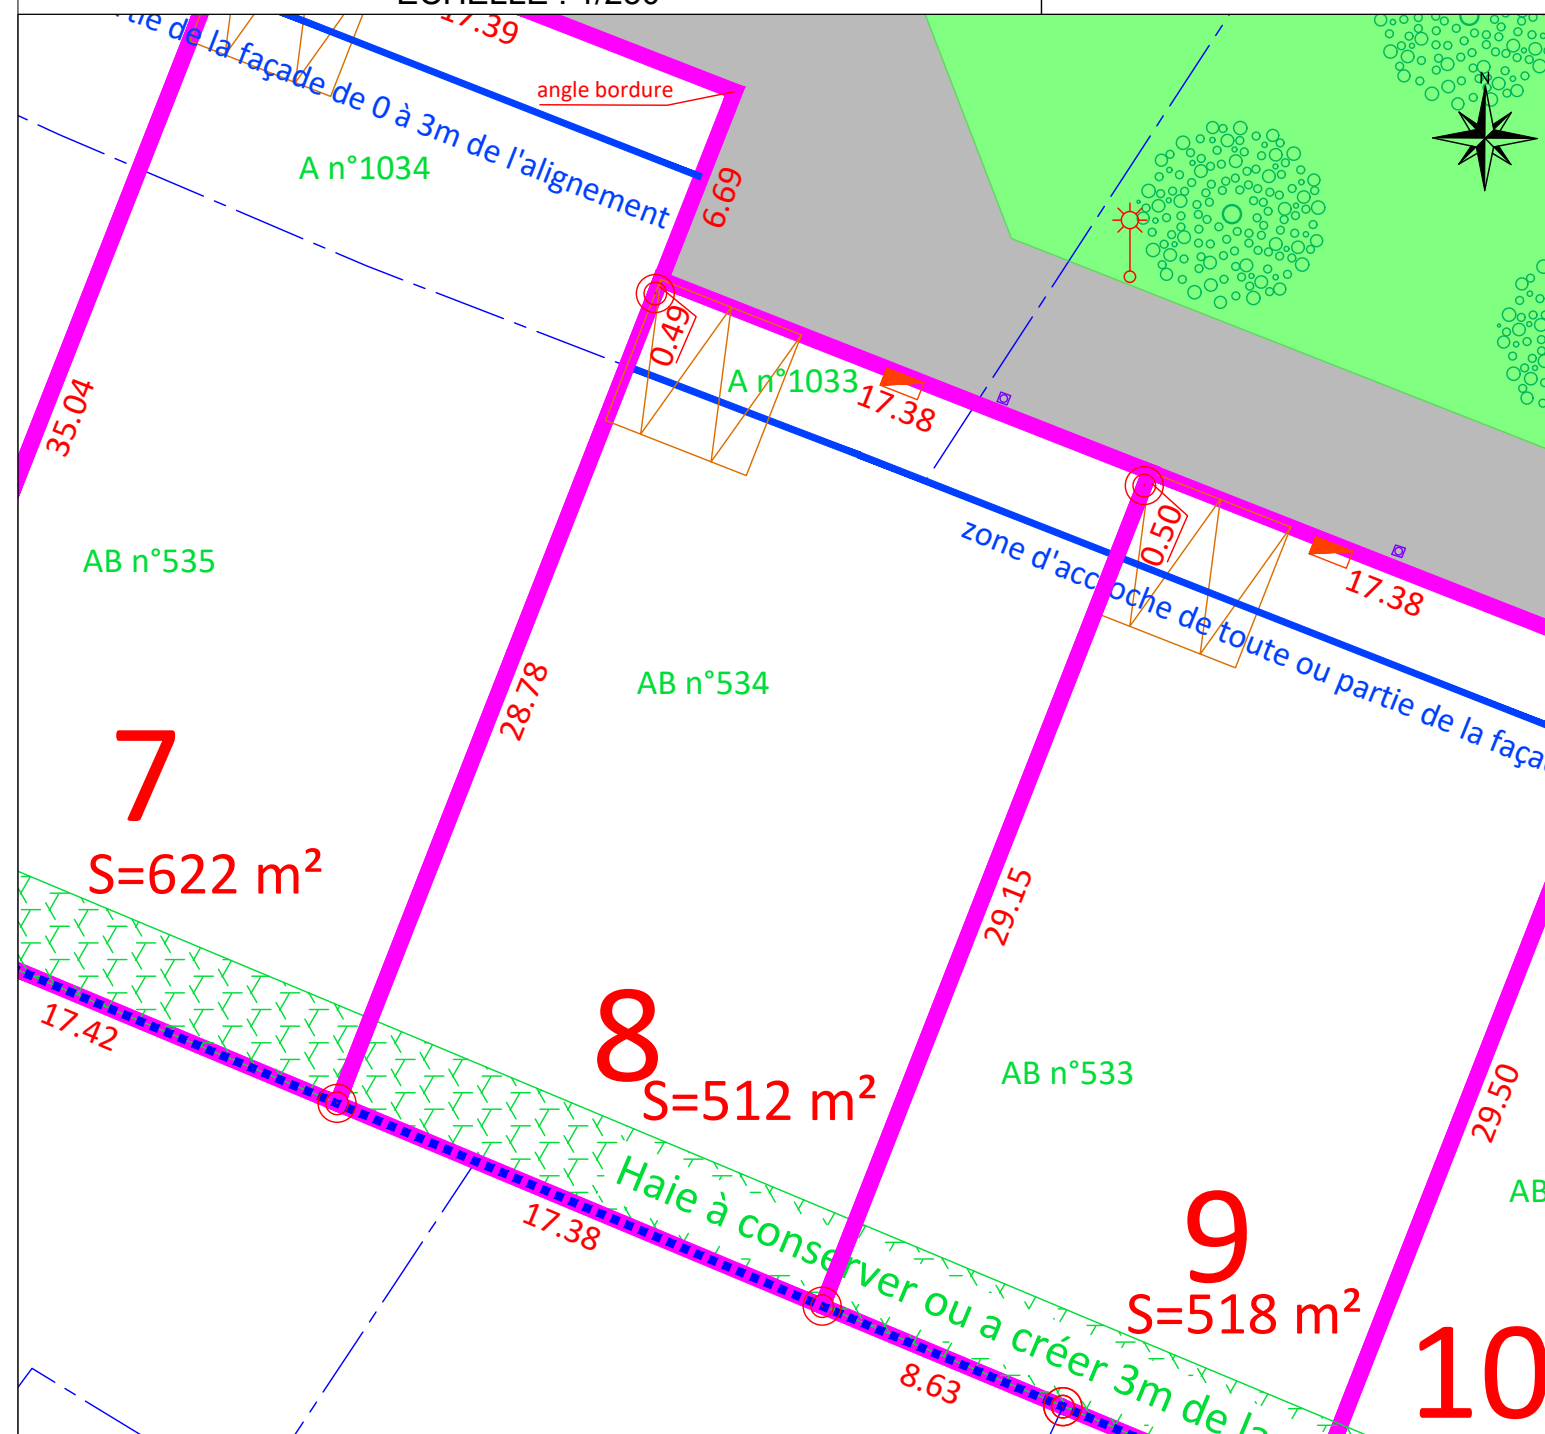 17.39
tie de la façade de 0 à 3m de l'alignement
angle bordure
N
A n°1034
6.69
0.49
A n°1033
17.38
35.04
0.50
zone d'accroche de toute ou partie de la faça
17.38
AB n°535
AB n°534
28.78
7
S=622 m²
29.15
17.42
8
S=512 m²
AB n°533
29.50
Haie à conserver ou a créer 3m de la
17.38
AB
9
S=518 m²
8.63
10